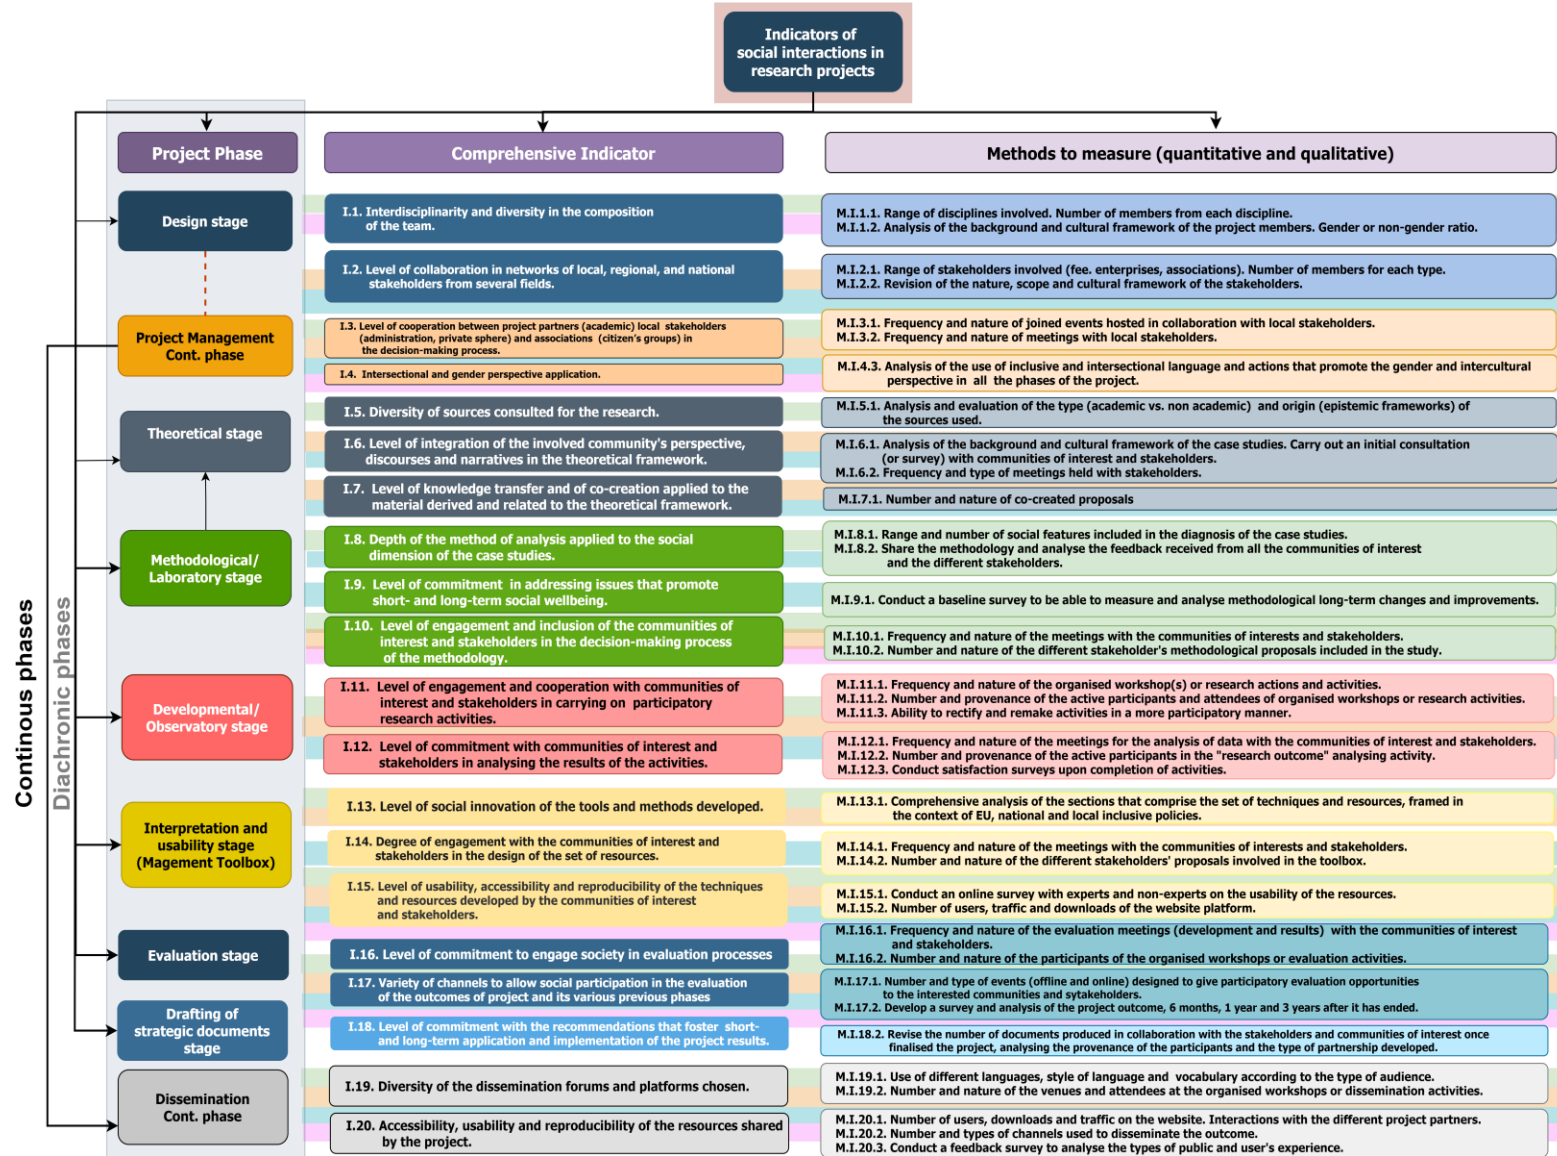 Indicators of
social interactions in
research projects
Project Phase
Comprehensive Indicator
Methods to measure (quantitative and qualitative)
Continous phases
Diachronic phases
Design stage
I.1. Interdisciplinarity and diversity in the composition
of the team.
M.I.1.1. Range of disciplines involved. Number of members from each discipline.
M.I.1.2. Analysis of the background and cultural framework of the project members. Gender or non-gender ratio.
I.2. Level of collaboration in networks of local, regional, and national
stakeholders from several fields.
M.I.2.1. Range of stakeholders involved (fee. enterprises, associations). Number of members for each type.
M.I.2.2. Revision of the nature, scope and cultural framework of the stakeholders.
Project Management
Cont. phase
I.3. Level of cooperation between project partners (academic) local stakeholders
(administration, private sphere) and associations (citizen's groups) in
the decision-making process.
M.I.3.1. Frequency and nature of joined events hosted in collaboration with local stakeholders.
M.I.3.2. Frequency and nature of meetings with local stakeholders.
I.4. Intersectional and gender perspective application.
M.I.4.3. Analysis of the use of inclusive and intersectional language and actions that promote the gender and intercultural
perspective in all the phases of the project.
Theoretical stage
I.5. Diversity of sources consulted for the research.
M.I.5.1. Analysis and evaluation of the type (academic vs. non academic) and origin (epistemic frameworks) of
the sources used.
I.6. Level of integration of the involved community's perspective,
discourses and narratives in the theoretical framework.
M.I.6.1. Analysis of the background and cultural framework of the case studies. Carry out an initial consultation
(or survey) with communities of interest and stakeholders.
M.I.6.2. Frequency and type of meetings held with stakeholders.
I.7. Level of knowledge transfer and of co-creation applied to the
material derived and related to the theoretical framework.
M.I.7.1. Number and nature of co-created proposals
Methodological/
Laboratory stage
I.8. Depth of the method of analysis applied to the social
dimension of the case studies.
M.I.8.1. Range and number of social features included in the diagnosis of the case studies.
M.I.8.2. Share the methodology and analyse the feedback received from all the communities of interest
and the different stakeholders.
I.9. Level of commitment in addressing issues that promote
short- and long-term social wellbeing.
M.I.9.1. Conduct a baseline survey to be able to measure and analyse methodological long-term changes and improvements.
I.10. Level of engagement and inclusion of the communities of
interest and stakeholders in the decision-making process
of the methodology.
M.I.10.1. Frequency and nature of the meetings with the communities of interests and stakeholders.
M.I.10.2. Number and nature of the different stakeholder's methodological proposals included in the study.
Developmental/
Observatory stage
I.11. Level of engagement and cooperation with communities of
interest and stakeholders in carrying on participatory
research activities.
M.I.11.1. Frequency and nature of the organised workshop(s) or research actions and activities.
M.I.11.2. Number and provenance of the active participants and attendees of organised workshops or research activities.
M.I.11.3. Ability to rectify and remake activities in a more participatory manner.
I.12. Level of commitment with communities of interest and
stakeholders in analysing the results of the activities.
M.I.12.1. Frequency and nature of the meetings for the analysis of data with the communities of interest and stakeholders.
M.I.12.2. Number and provenance of the active participants in the "research outcome" analysing activity.
M.I.12.3. Conduct satisfaction surveys upon completion of activities.
Interpretation and
usability stage
(Magement Toolbox)
I.13. Level of social innovation of the tools and methods developed.
M.I.13.1. Comprehensive analysis of the sections that comprise the set of techniques and resources, framed in
the context of EU, national and local inclusive policies.
I.14. Degree of engagement with the communities of interest and
stakeholders in the design of the set of resources.
M.I.14.1. Frequency and nature of the meetings with the communities of interests and stakeholders.
M.I.14.2. Number and nature of the different stakeholders' proposals involved in the toolbox.
I.15. Level of usability, accessibility and reproducibility of the techniques
and resources developed by the communities of interest
and stakeholders.
M.I.15.1. Conduct an online survey with experts and non-experts on the usability of the resources.
M.I.15.2. Number of users, traffic and downloads of the website platform.
Evaluation stage
I.16. Level of commitment to engage society in evaluation processes
M.I.16.1. Frequency and nature of the evaluation meetings (development and results) with the communities of interest
and stakeholders.
M.I.16.2. Number and nature of the participants of the organised workshops or evaluation activities.
I.17. Variety of channels to allow social participation in the evaluation
of the outcomes of project and its various previous phases
M.I.17.1. Number and type of events (offline and online) designed to give participatory evaluation opportunities
to the interested communities and sytakeholders.
M.I.17.2. Develop a survey and analysis of the project outcome, 6 months, 1 year and 3 years after it has ended.
Drafting of
strategic documents
stage
I.18. Level of commitment with the recommendations that foster short-
and long-term application and implementation of the project results.
M.I.18.2. Revise the number of documents produced in collaboration with the stakeholders and communities of interest once
finalised the project, analysing the provenance of the participants and the type of partnership developed.
Dissemination
Cont. phase
I.19. Diversity of the dissemination forums and platforms chosen.
M.I.19.1. Use of different languages, style of language and vocabulary according to the type of audience.
M.I.19.2. Number and nature of the venues and attendees at the organised workshops or dissemination activities.
I.20. Accessibility, usability and reproducibility of the resources shared
by the project.
M.I.20.1. Number of users, downloads and traffic on the website. Interactions with the different project partners.
M.I.20.2. Number and types of channels used to disseminate the outcome.
M.I.20.3. Conduct a feedback survey to analyse the types of public and user's experience.